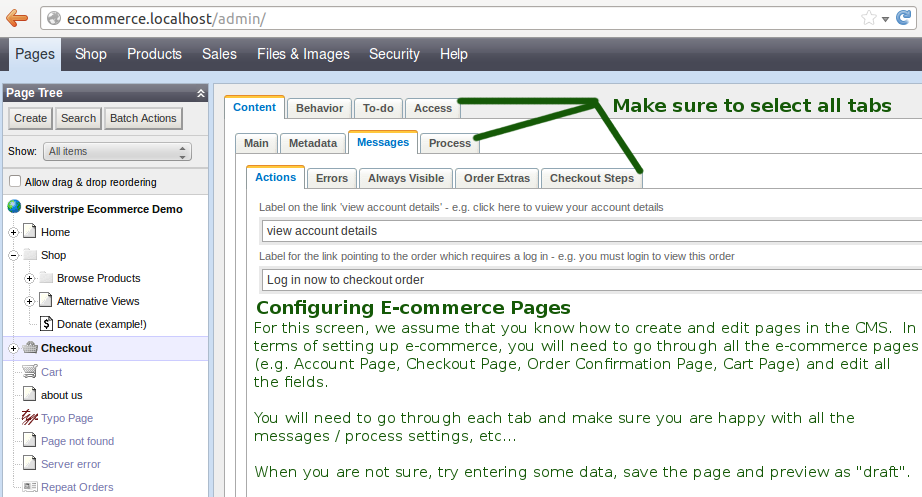 ecommerce.localhost/admin/
Pages Shop Products Sales Files & Images Security Help
Page Tree
Create Search Batch Actions
Show: All items
Allow drag & drop reordering
Silverstripe Ecommerce Demo
Home
Shop
Browse Products
Alternative Views
Donate (example!)
Checkout
Cart
about us
Typo Page
Page not found
Server error
Repeat Orders
Content Behavior To-do Access
Make sure to select all tabs
Main Metadata Messages Process
Actions Errors Always Visible Order Extras Checkout Steps
Label on the link 'view account details' - e.g. click here to vuiew your account details
view account details
Label for the link pointing to the order which requires a log in - e.g. you must login to view this order
Log in now to checkout order
Configuring E-commerce Pages
For this screen, we assume that you know how to create and edit pages in the CMS. In
terms of setting up e-commerce, you will need to go through all the e-commerce pages
(e.g. Account Page, Checkout Page, Order Confirmation Page, Cart Page) and edit all
the fields.
You will need to go through each tab and make sure you are happy with all the
messages / process settings, etc...
When you are not sure, try entering some data, save the page and preview as "draft".